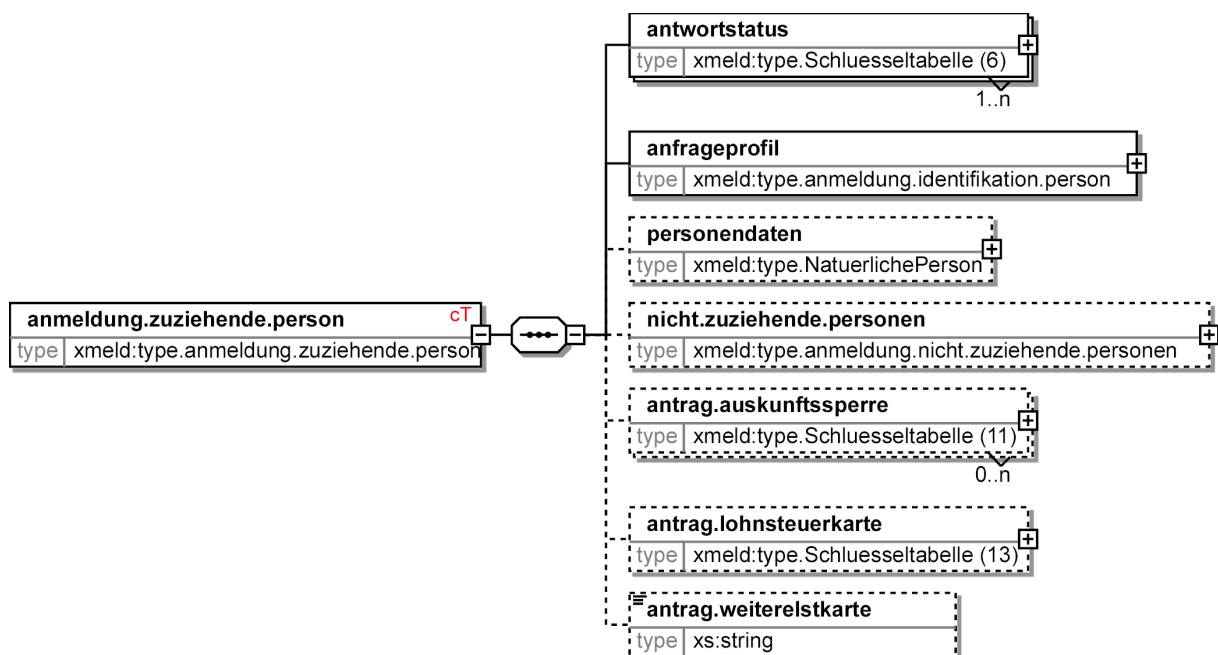 antwortstatus
type xmeld:type.Schluesseltabelle (6)
1..n
anfrageprofil
type xmeld:type.anmeldung.identifikation.person
personendaten
type xmeld:type.NatuerlichePerson
anmeldung.zuziehende.person cT
type xmeld:type.anmeldung.zuziehende.person
nicht.zuziehende.personen
type xmeld:type.anmeldung.nicht.zuziehende.personen
antrag.auskunftssperre
type xmeld:type.Schluesseltabelle (11)
0..n
antrag.lohnsteuerkarte
type xmeld:type.Schluesseltabelle (13)
antrag.weiterelstkarte
type xs:string